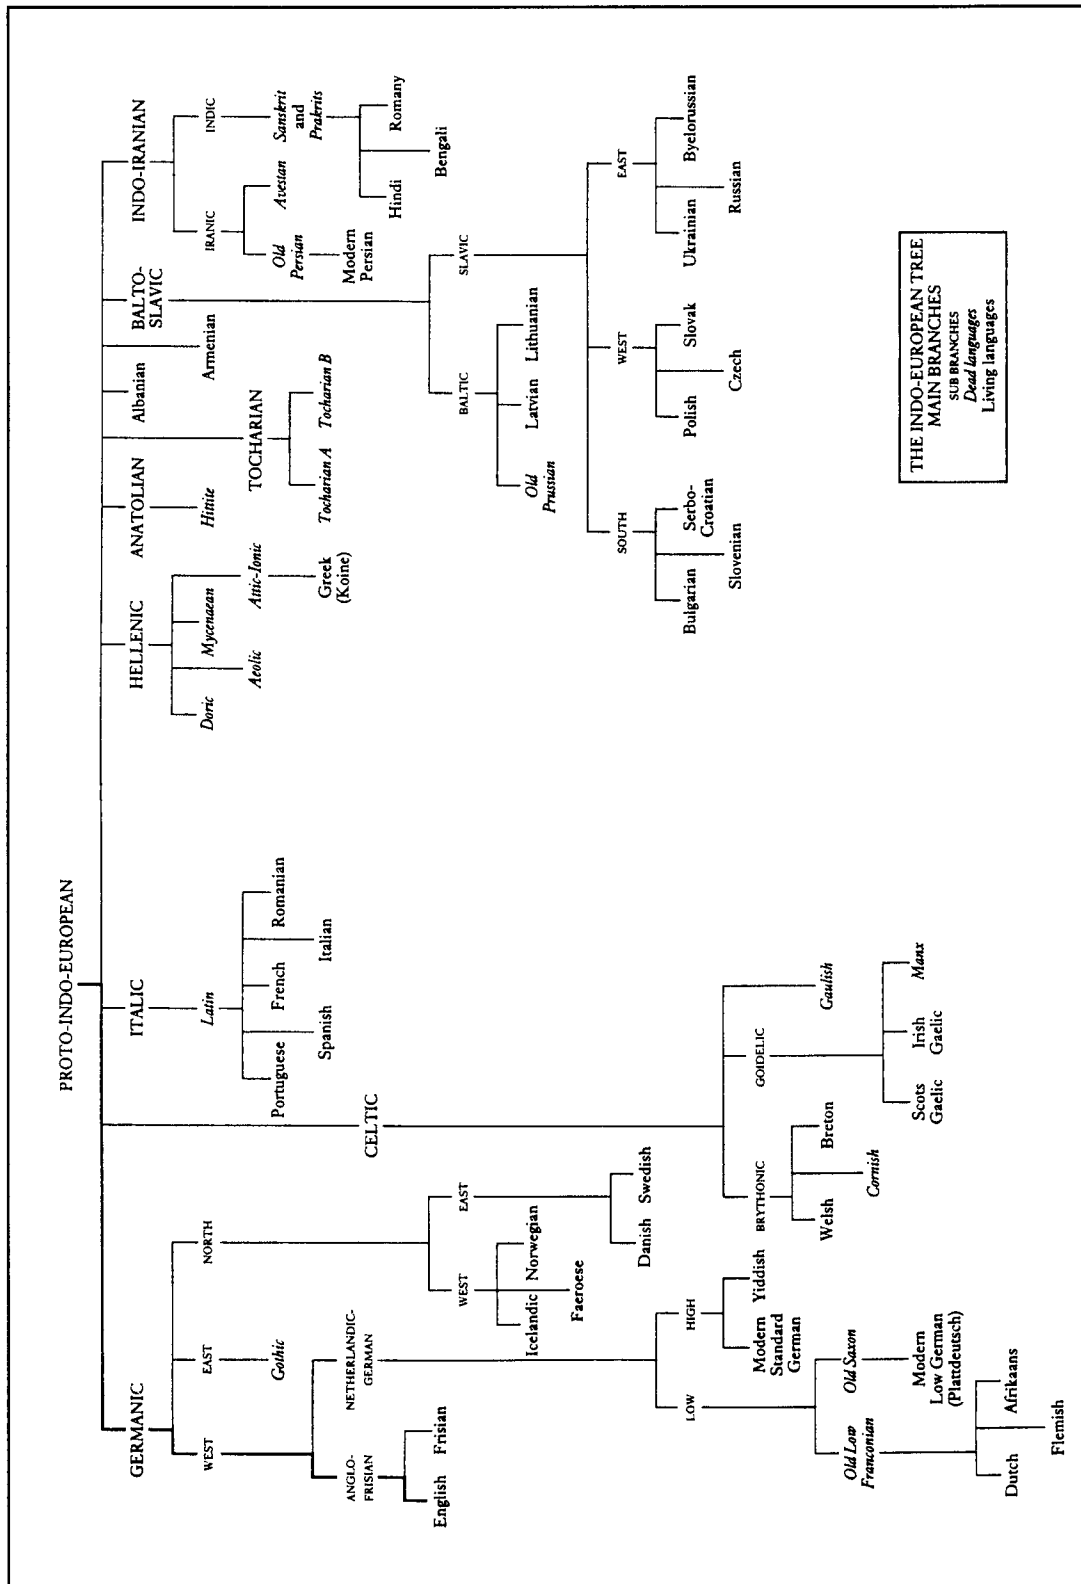 PROTO-INDO-EUROPEAN
GERMANIC
WEST
EAST
NORTH
Gothic
ANGLO-
FRISIAN
NETHERLANDIC-
GERMAN
English
Frisian
WEST
EAST
Icelandic
Norwegian
Faeroese
Danish
Swedish
LOW
HIGH
Modern
Standard
German
Yiddish
Old Low
Franconian
Old Saxon
Modern
Low German
(Plattdeutsch)
Dutch
Afrikaans
Flemish
CELTIC
BRYTHONIC
GOIDELIC
Gaulish
Welsh
Breton
Cornish
Scots
Gaelic
Irish
Gaelic
Manx
ITALIC
Latin
Portuguese
French
Romanian
Spanish
Italian
HELLENIC
Doric
Mycenaean
Aeolic
Attic-Ionic
Greek
(Koine)
ANATOLIAN
Hittite
TOCHARIAN
Tocharian A
Tocharian B
Albanian
Armenian
BALTO-
SLAVIC
BALTIC
SLAVIC
Old
Prussian
Latvian
Lithuanian
SOUTH
WEST
EAST
Bulgarian
Serbo-
Croatian
Slovenian
Polish
Slovak
Czech
Ukrainian
Byelorussian
Russian
INDO-IRANIAN
IRANIC
INDIC
Old
Persian
Avestan
Modern
Persian
Sanskrit
and
Prakrits
Hindi
Romany
Bengali
THE INDO-EUROPEAN TREE
MAIN BRANCHES
SUB BRANCHES
Dead languages
Living languages